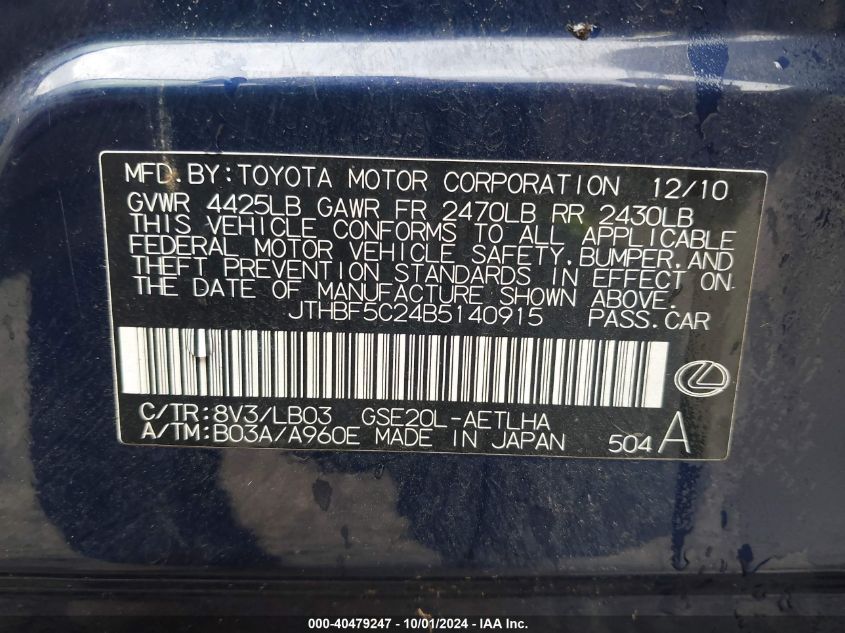 MFD.BY:TOYOTA MOTOR CORPORATION 12/10
GVWR 4425LB GAWR FR 2470LB RR 2430LB
THIS VEHICLE CONFORMS TO ALL APPLICABLE
FEDERAL MOTOR VEHICLE SAFETY,BUMPER,AND
THEFT PREVENTION STANDARDS IN EFFECT ON
THE DATE OF MANUFACTURE SHOWN ABOVE.
JTHBF5C24B5140915 PASS.CAR
C/TR:8V3/LB03 GSE20L-AETLHA
A/TM:B03A/A960E MADE IN JAPAN 504 A
000-40479247 - 10/01/2024 - IAA Inc.